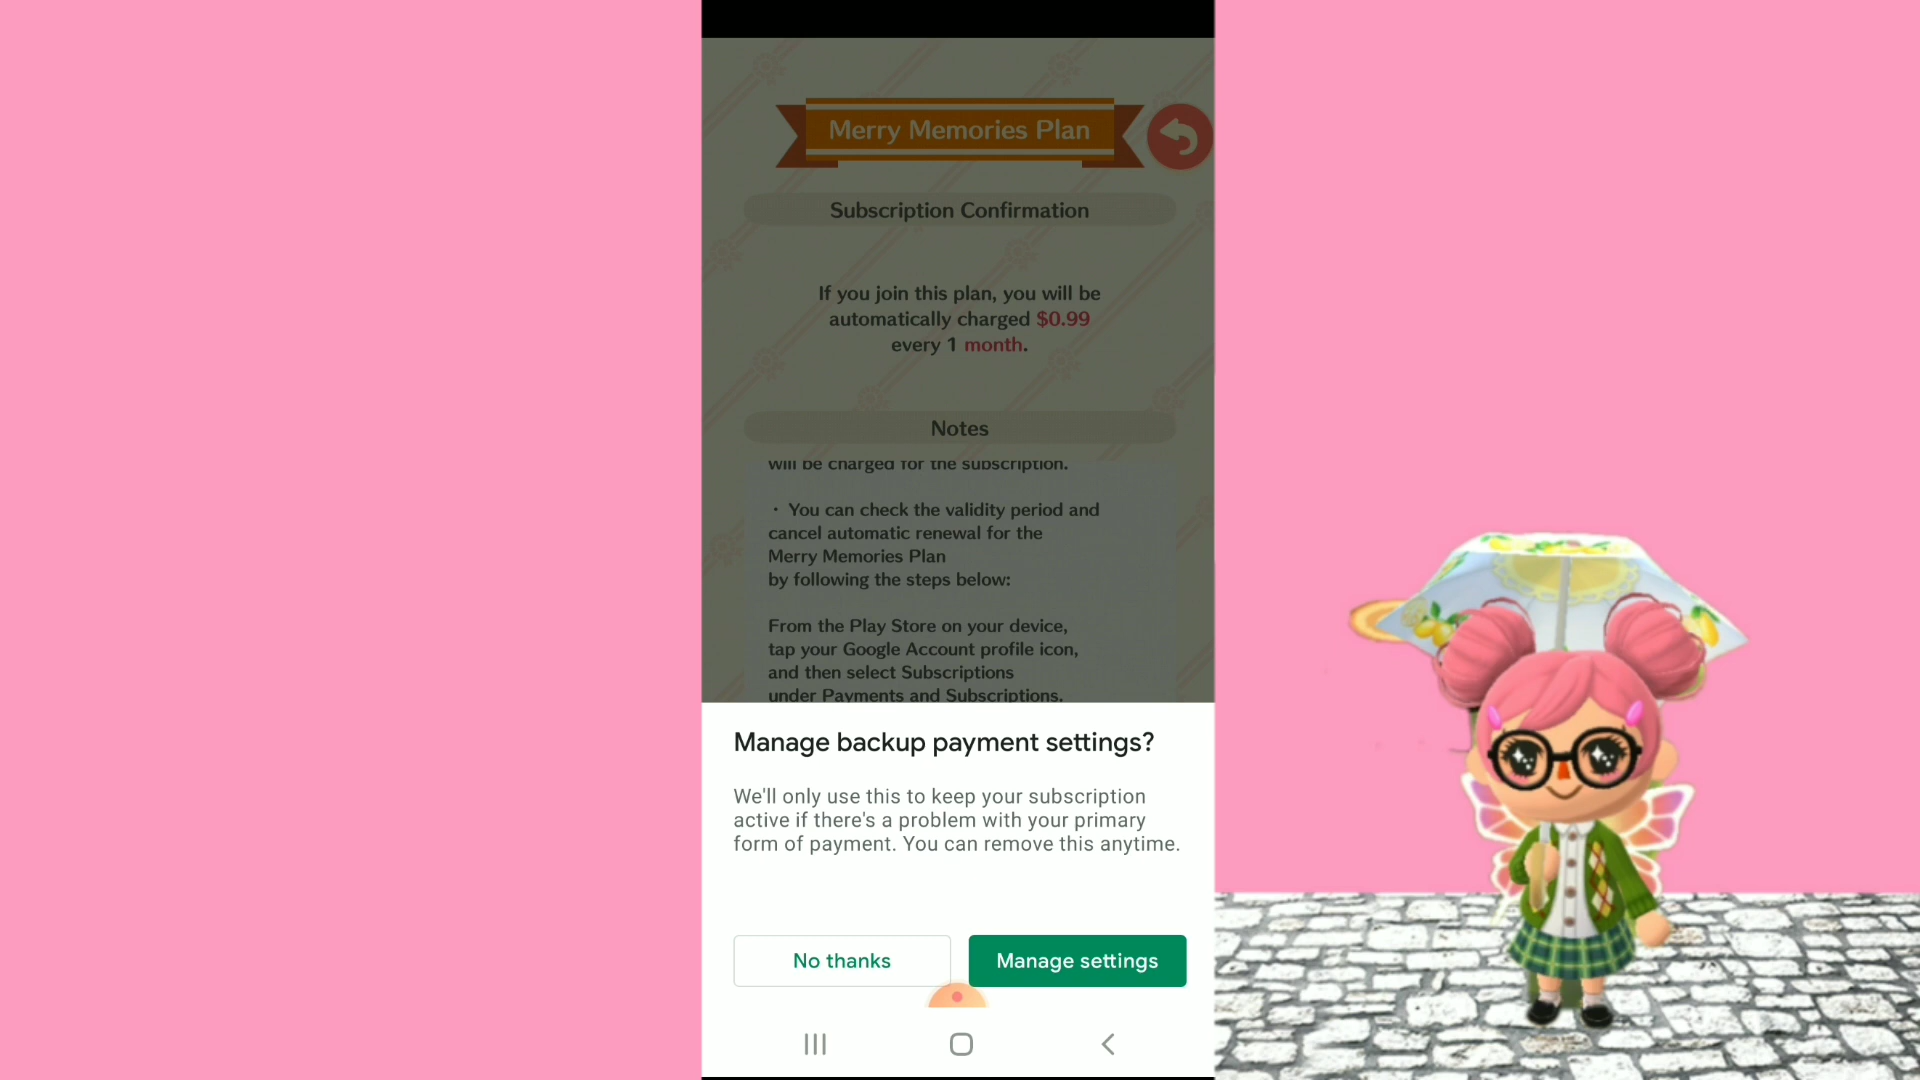 Merry Memories Plan
Subscription Confirmation
If you join this plan, you will be
automatically charged $0.99
every 1 month.
Notes
will be charged for the subscription.
・ You can check the validity period and
cancel automatic renewal for the
Merry Memories Plan
by following the steps below:
From the Play Store on your device,
tap your Google Account profile icon,
and then select Subscriptions
under Payments and Subscriptions.
Manage backup payment settings?
We'll only use this to keep your subscription
active if there's a problem with your primary
form of payment. You can remove this anytime.
No thanks
Manage settings